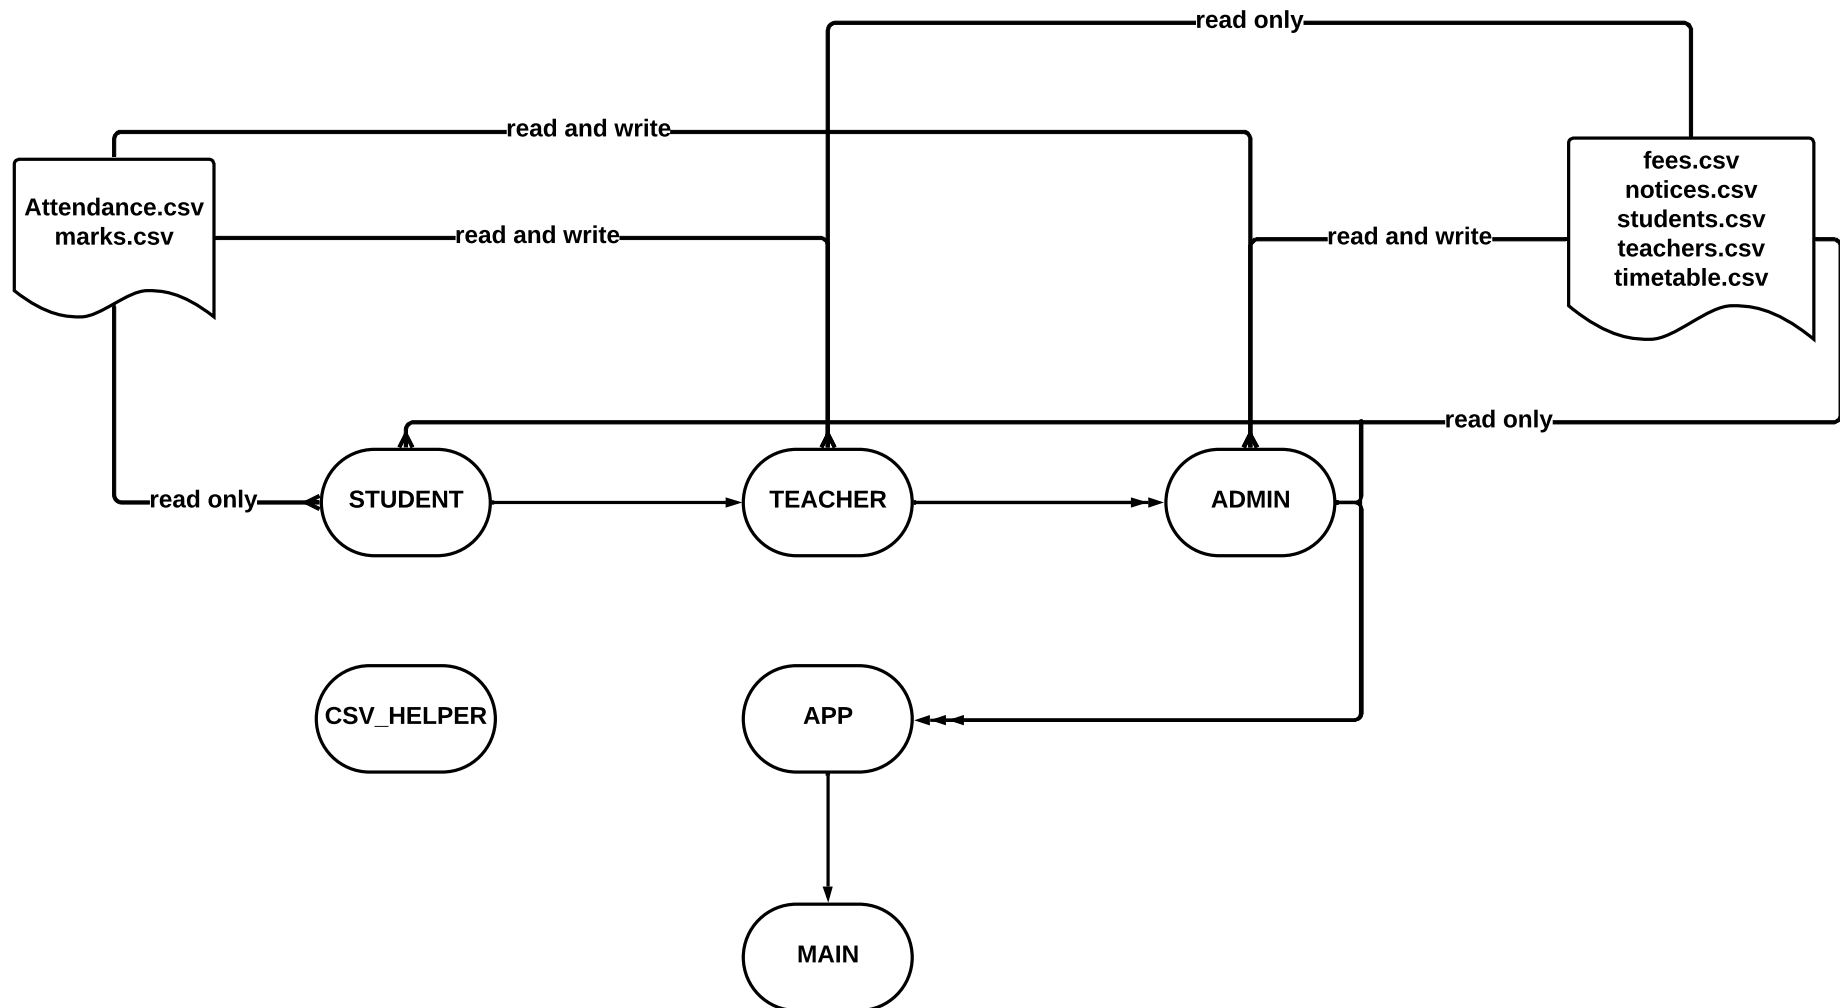 read only
read and write
Attendance.csv
marks.csv
read and write
read and write
fees.csv
notices.csv
students.csv
teachers.csv
timetable.csv
read only
read only
STUDENT
TEACHER
ADMIN
CSV_HELPER
APP
MAIN